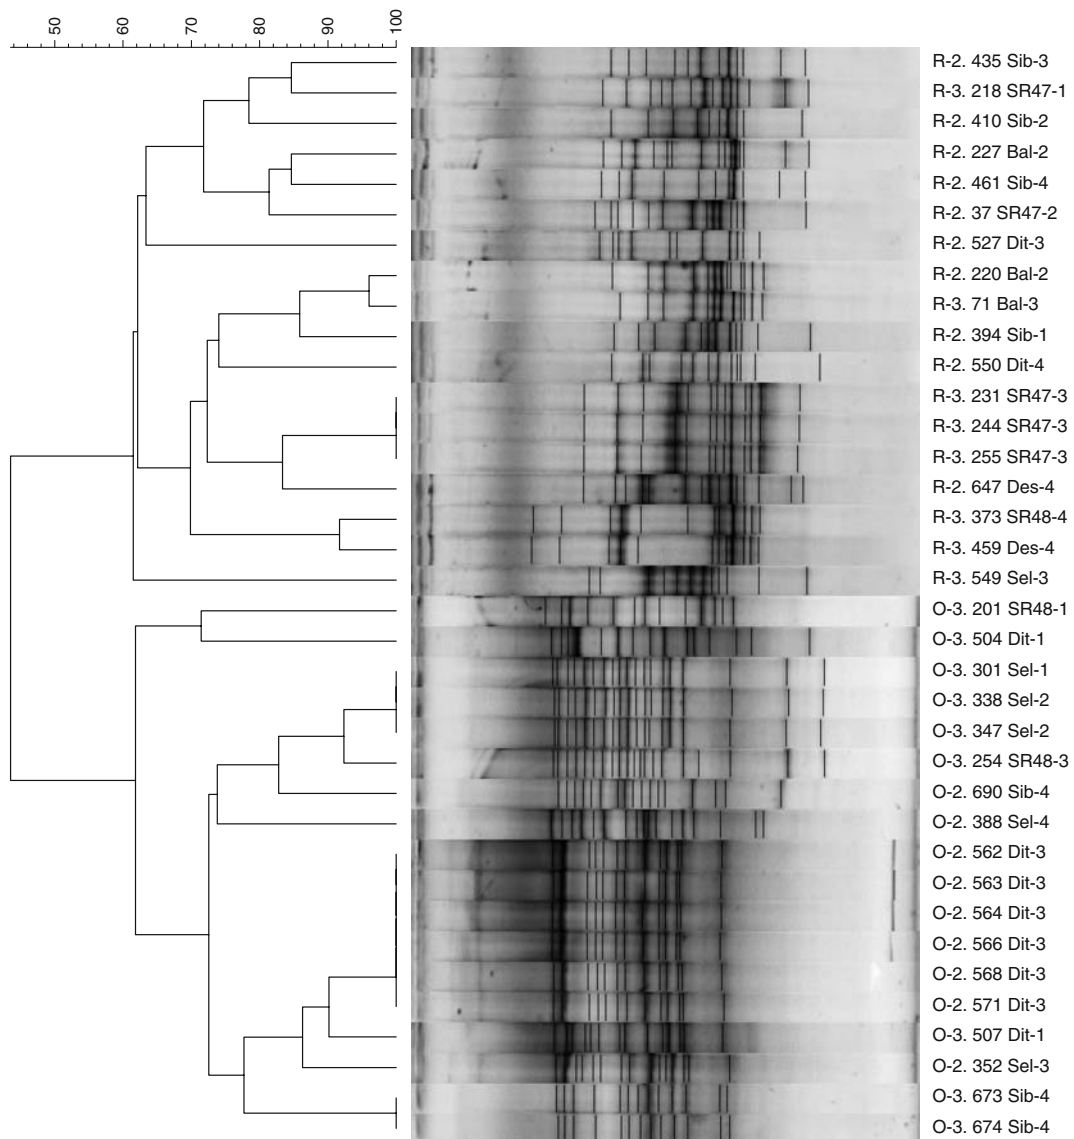 50 60 70 80 90 100
R-2. 435 Sib-3
R-3. 218 SR47-1
R-2. 410 Sib-2
R-2. 227 Bal-2
R-2. 461 Sib-4
R-2. 37 SR47-2
R-2. 527 Dit-3
R-2. 220 Bal-2
R-3. 71 Bal-3
R-2. 394 Sib-1
R-2. 550 Dit-4
R-3. 231 SR47-3
R-3. 244 SR47-3
R-3. 255 SR47-3
R-2. 647 Des-4
R-3. 373 SR48-4
R-3. 459 Des-4
R-3. 549 Sel-3
O-3. 201 SR48-1
O-3. 504 Dit-1
O-3. 301 Sel-1
O-3. 338 Sel-2
O-3. 347 Sel-2
O-3. 254 SR48-3
O-2. 690 Sib-4
O-2. 388 Sel-4
O-2. 562 Dit-3
O-2. 563 Dit-3
O-2. 564 Dit-3
O-2. 566 Dit-3
O-2. 568 Dit-3
O-2. 571 Dit-3
O-3. 507 Dit-1
O-2. 352 Sel-3
O-3. 673 Sib-4
O-3. 674 Sib-4